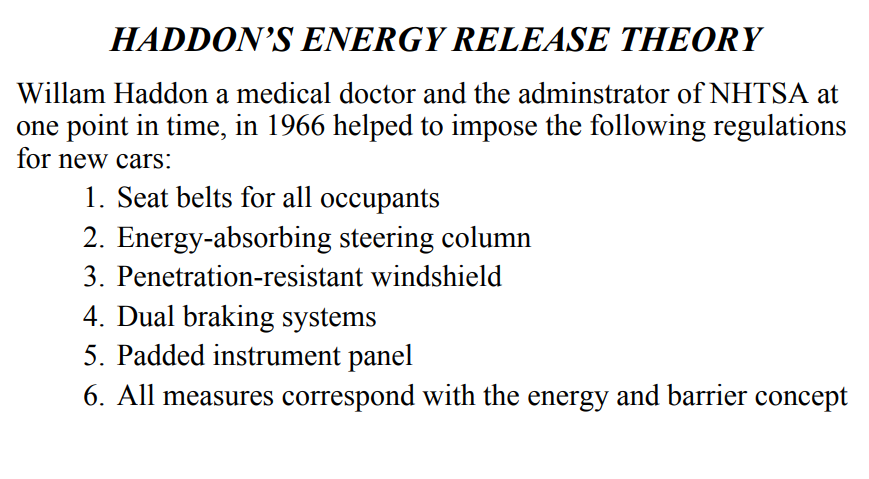 HADDON’S ENERGY RELEASE THEORY
Willam Haddon a medical doctor and the adminstrator of NHTSA at
one point in time, in 1966 helped to impose the following regulations
for new cars:
1. Seat belts for all occupants
2. Energy-absorbing steering column
3. Penetration-resistant windshield
4. Dual braking systems
5. Padded instrument panel
6. All measures correspond with the energy and barrier concept